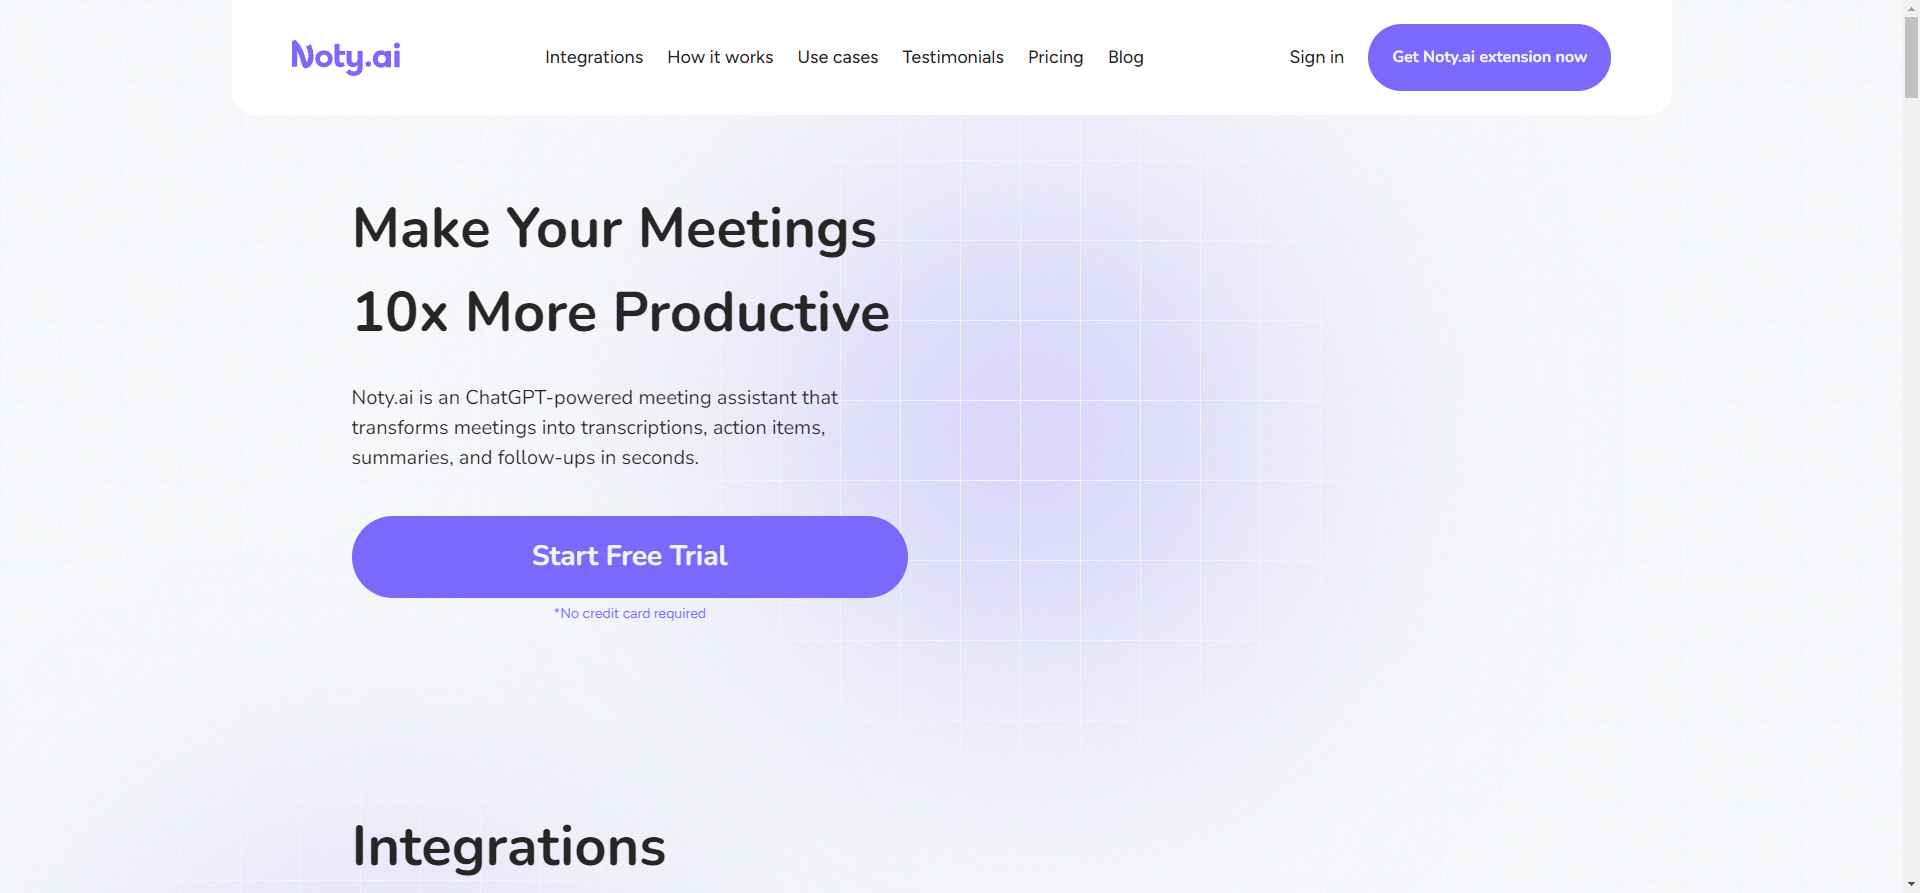 Noty.ai
Integrations
How it works
Use cases
Testimonials
Pricing
Blog
Sign in
Get Noty.ai extension now
Make Your Meetings
10x More Productive
Noty.ai is an ChatGPT-powered meeting assistant that
transforms meetings into transcriptions, action items,
summaries, and follow-ups in seconds.
Start Free Trial
*No credit card required
Integrations